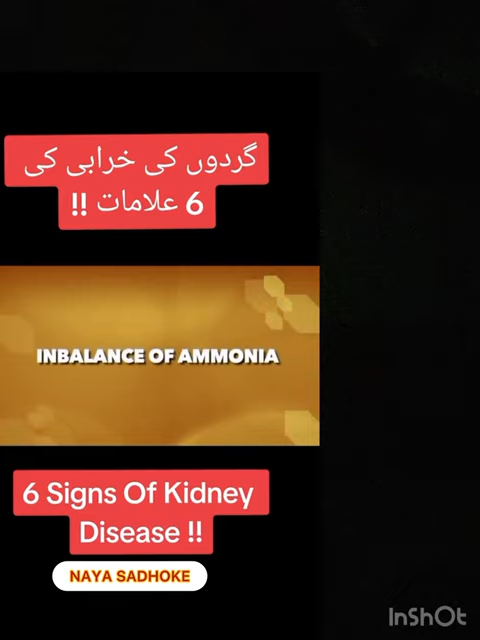 گردوں کی خرابی کی
6 علامات !!
INBALANCE OF AMMONIA
6 Signs Of Kidney
Disease !!
NAYA SADHOKE
InShOt